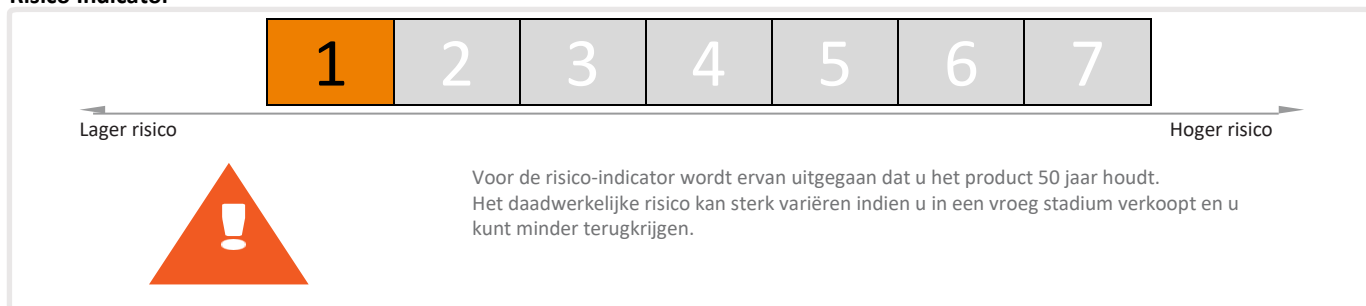 Risico-indicator
1 2 3 4 5 6 7
Lager risico
Hoger risico
Voor de risico-indicator wordt ervan uitgegaan dat u het product 50 jaar houdt.
Het daadwerkelijke risico kan sterk variëren indien u in een vroeg stadium verkoopt en u
kunt minder terugkrijgen.